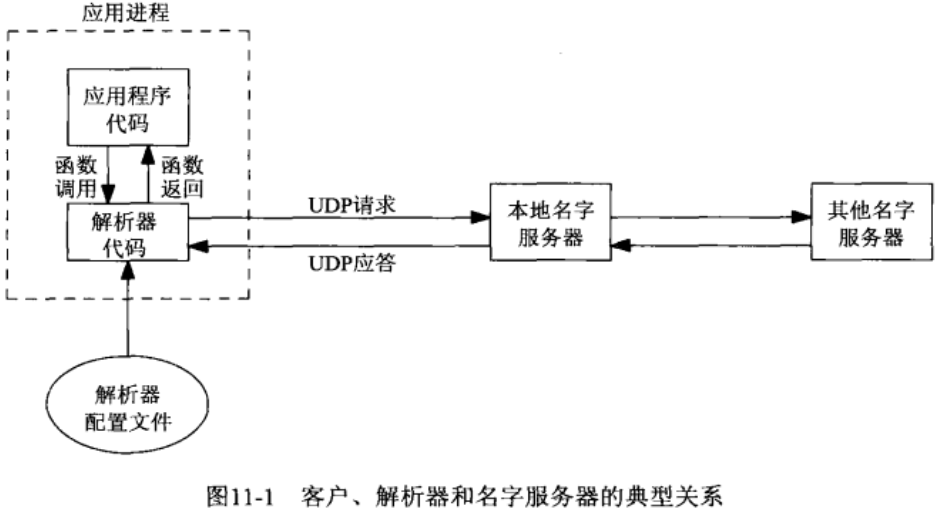 应用进程
应用程序
代码
函数
调用
函数
返回
解析器
代码
UDP请求
UDP应答
本地名字
服务器
其他名字
服务器
解析器
配置文件
图11-1 客户、解析器和名字服务器的典型关系